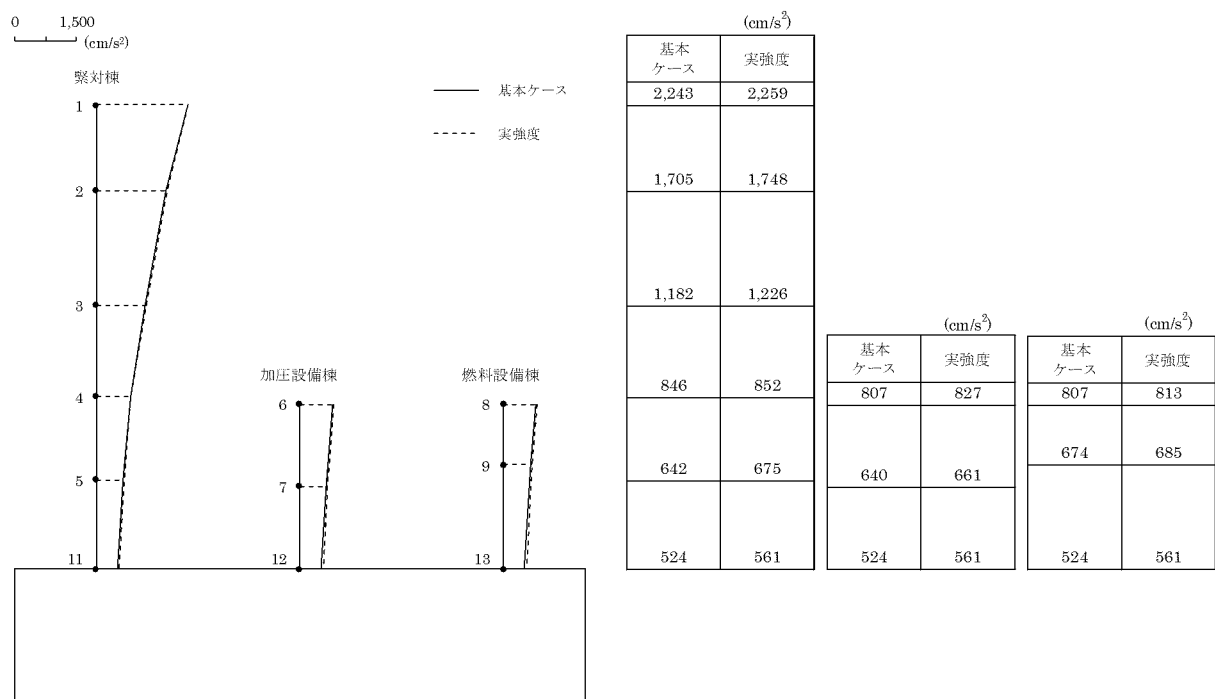 0 1,500
(cm/s²)
緊対棟
1
2
3
4
5
11
基本ケース
実強度
加圧設備棟
6
7
12
燃料設備棟
8
9
13
(cm/s²)
基本
ケース
実強度
2,243 2,259
1,705 1,748
1,182 1,226
846 852
642 675
524 561
(cm/s²)
基本
ケース
実強度
807 827
640 661
524 561
(cm/s²)
基本
ケース
実強度
807 813
674 685
524 561